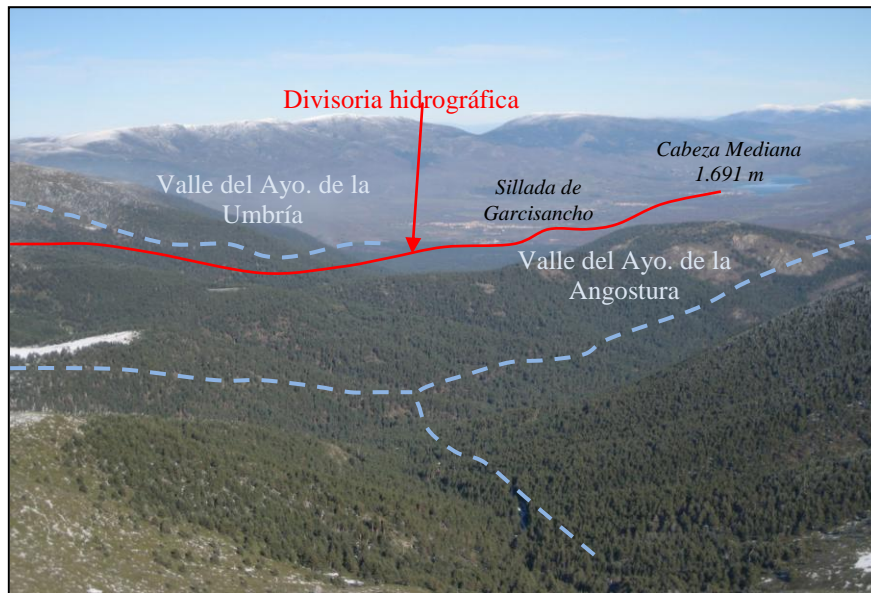 Divisoria hidrográfica
Cabeza Mediana
1.691 m
Valle del Ayo. de la
Umbría
Sillada de
Garcisancho
Valle del Ayo. de la
Angostura